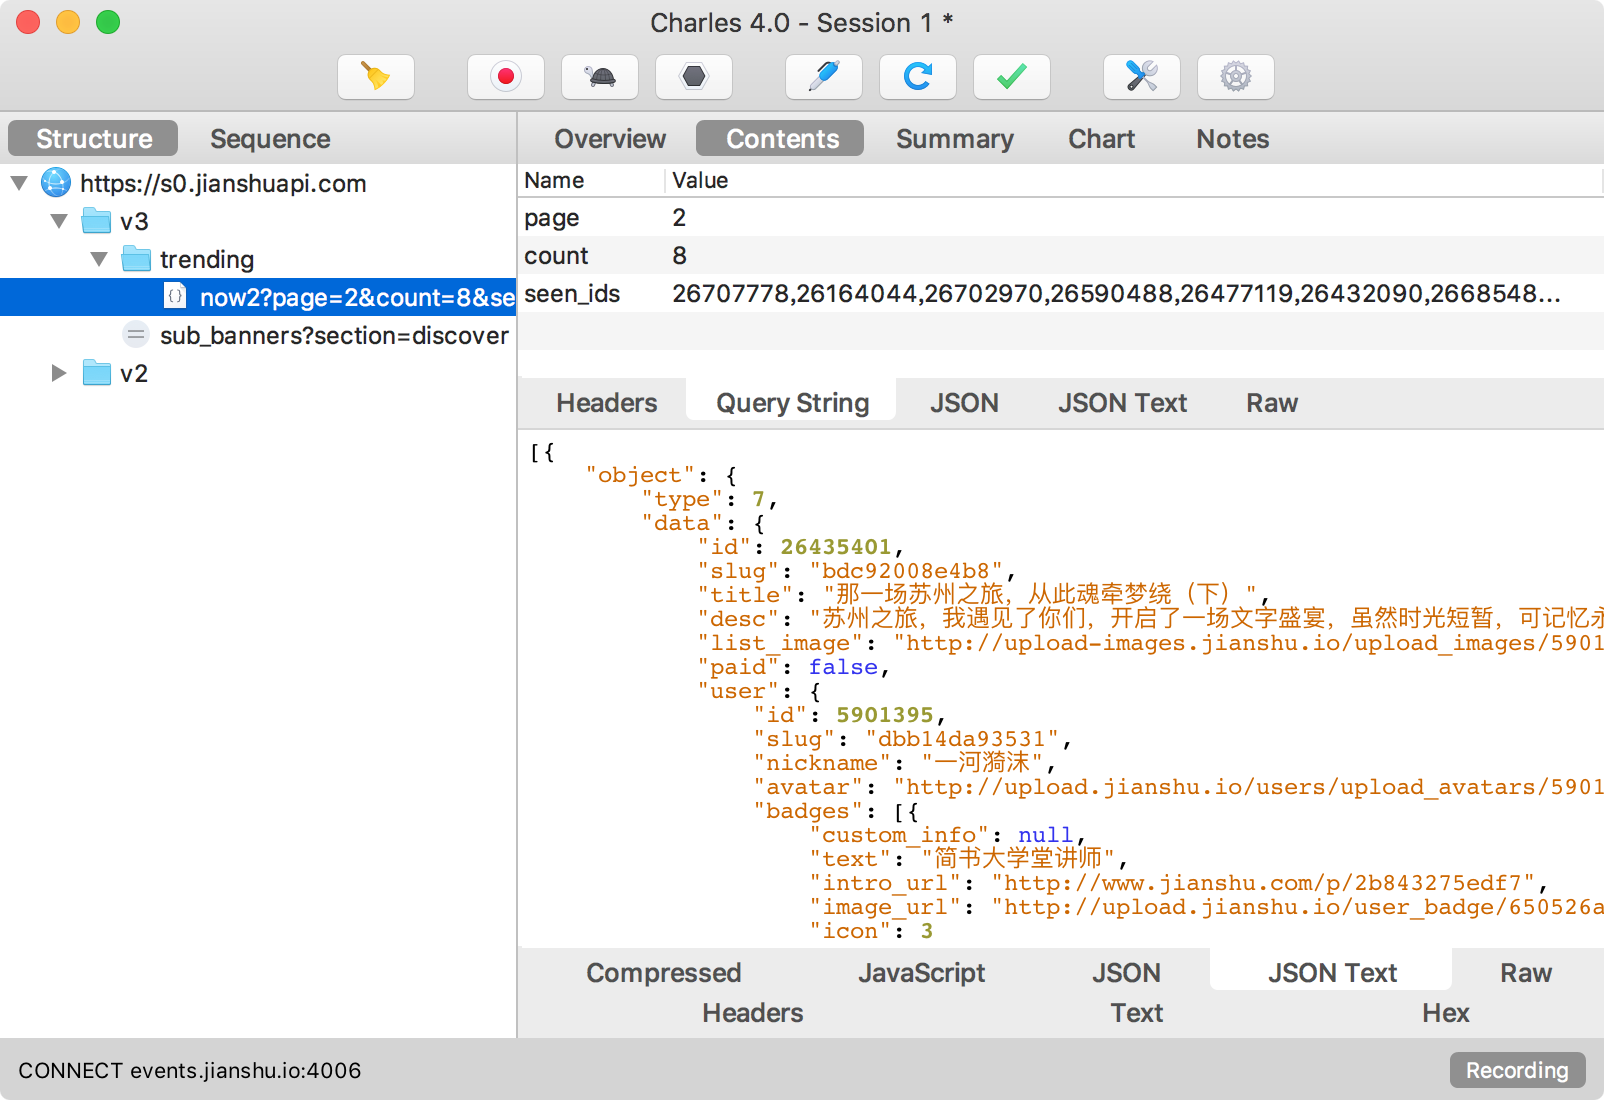 Charles 4.0 - Session 1 *
Structure Sequence Overview Contents Summary Chart Notes
https://s0.jianshuapi.com
v3
trending
now2?page=2&count=8&se
sub_banners?section=discover
v2
Name Value
page 2
count 8
seen_ids 26707778,26164044,26702970,26590488,26477119,26432090,2668548...
Headers Query String JSON JSON Text Raw
[{
"object": {
"type": 7,
"data": {
"id": 26435401,
"slug": "bdc92008e4b8",
"title": "那一场苏州之旅，从此魂牵梦绕（下）",
"desc": "苏州之旅，我遇见了你们，开启了一场文字盛宴，虽然时光短暂，可记忆永
"list_image": "http://upload-images.jianshu.io/upload_images/5901
"paid": false,
"user": {
"id": 5901395,
"slug": "dbb14da93531",
"nickname": "一河漪沫",
"avatar": "http://upload.jianshu.io/users/upload_avatars/5901
"badges": [{
"custom_info": null,
"text": "简书大学堂讲师",
"intro_url": "http://www.jianshu.com/p/2b843275edf7",
"image_url": "http://upload.jianshu.io/user_badge/650526a
"icon": 3
Compressed JavaScript JSON JSON Text Raw
Headers Text Hex
CONNECT events.jianshu.io:4006 Recording